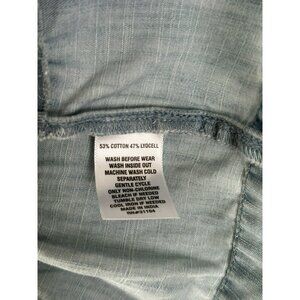 53% COTTON 47% LYOCELL
WASH BEFORE WEAR
WASH INSIDE OUT
MACHINE WASH COLD
SEPARATELY
GENTLE CYCLE
ONLY NON-CHLORINE
BLEACH IF NEEDED
TUMBLE DRY LOW
COOL IRON IF NEEDED
MADE IN INDIA